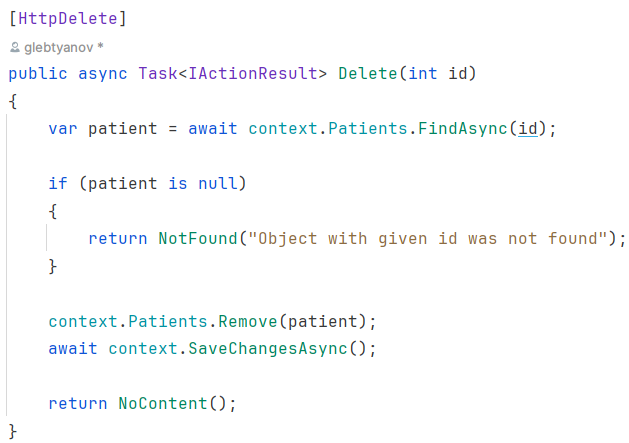 [HttpDelete]
glebtyanov *
public async Task<IActionResult> Delete(int id)
{
    var patient = await context.Patients.FindAsync(id);
    if (patient is null)
    {
        return NotFound("Object with given id was not found");
    }
    context.Patients.Remove(patient);
    await context.SaveChangesAsync();
    return NoContent();
}